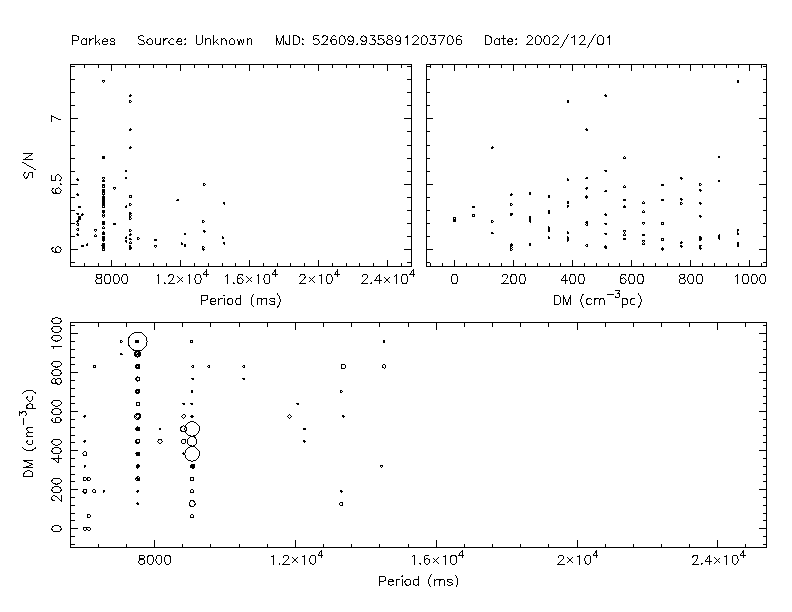 Parkes Source: Unknown MJD: 52609.935891203706 Date: 2002/12/01
S/N
7
6.5
6
8000 1.2×10⁴ 1.6×10⁴ 2×10⁴ 2.4×10⁴
Period (ms)
0 200 400 600 800 1000
DM (cm⁻³pc)
DM (cm⁻³pc)
1000
800
600
400
200
0
8000 1.2×10⁴ 1.6×10⁴ 2×10⁴ 2.4×10⁴
Period (ms)